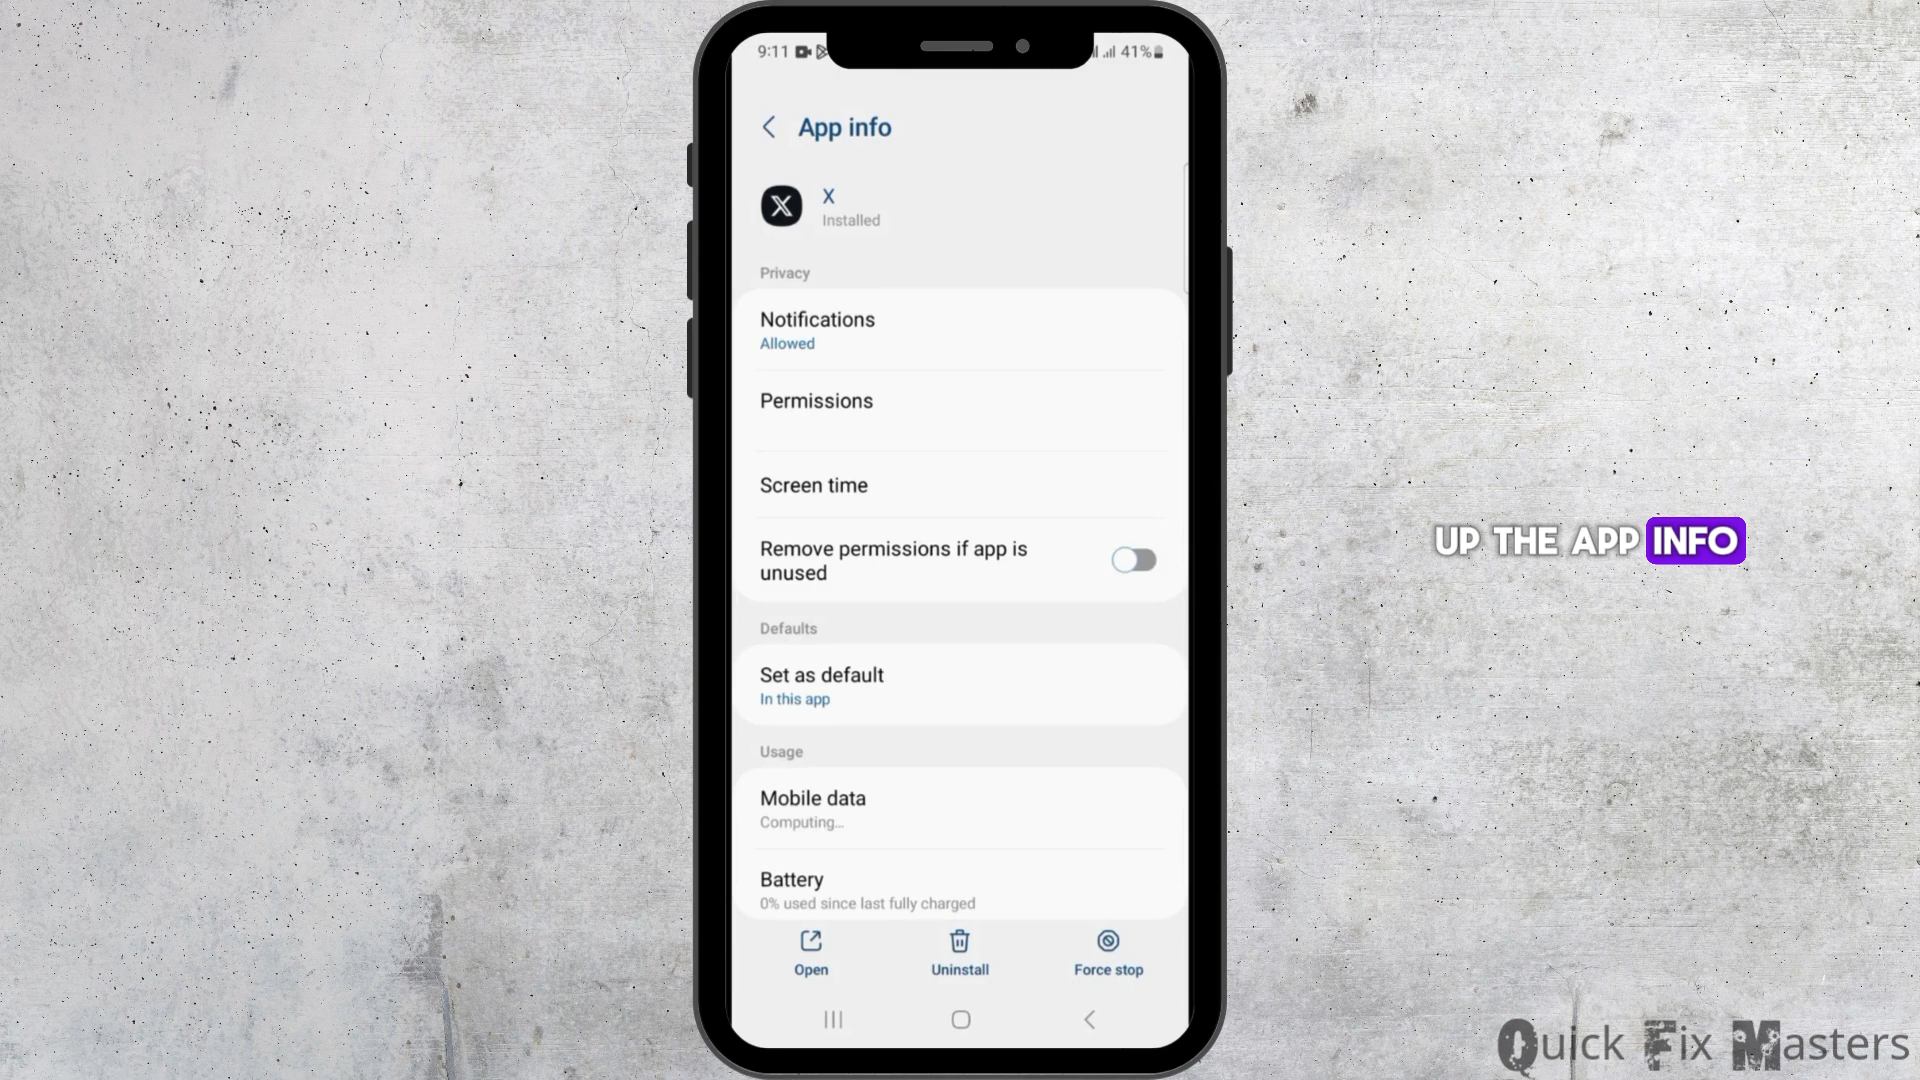 9:11
41%
App info
X
Installed
Privacy
Notifications
Allowed
Permissions
Screen time
Remove permissions if app is
unused
Defaults
Set as default
In this app
Usage
Mobile data
Computing...
Battery
0% used since last fully charged
Open
Uninstall
Force stop
UP THE APP INFO
Quick Fix Masters